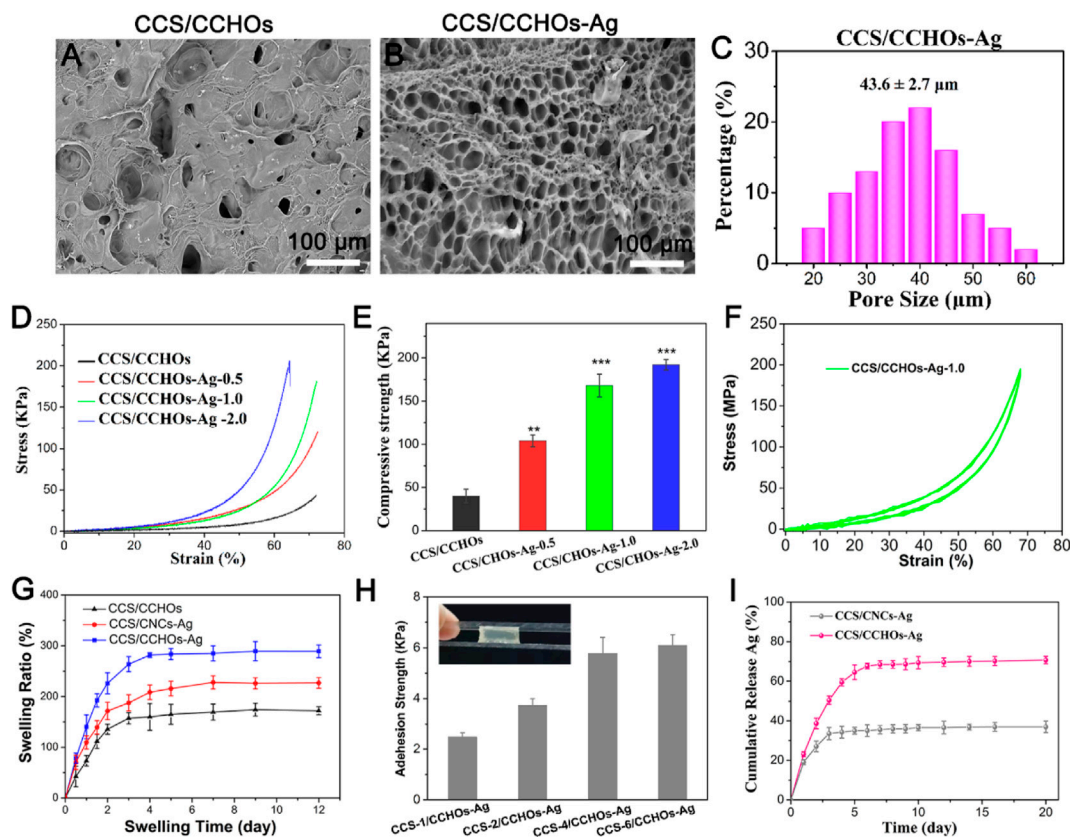 CCS/CCHOs
CCS/CCHOs-Ag
A
100 µm
B
100 µm
C
CCS/CCHOs-Ag
43.6 ± 2.7 µm
Percentage (%)
30
20
10
0
20 30 40 50 60
Pore Size (µm)
D
CCS/CCHOs
CCS/CCHOs-Ag-0.5
CCS/CCHOs-Ag-1.0
CCS/CCHOs-Ag -2.0
Stress (KPa)
250
200
150
100
50
0
0 20 40 60 80
Strain (%)
E
Compressive strength (KPa)
200
150
100
50
0
**
***
***
CCS/CCHOs
CCS/CHOs-Ag-0.5
CCS/CHOs-Ag-1.0
CCS/CHOs-Ag-2.0
F
CCS/CCHOs-Ag-1.0
Stress (MPa)
250
200
150
100
50
0
0 10 20 30 40 50 60 70 80
Strain (%)
G
CCS/CCHOs
CCS/CNCs-Ag
CCS/CCHOs-Ag
Swelling Ratio (%)
400
300
200
100
0
0 2 4 6 8 10 12
Swelling Time (day)
H
Adehesion Strength (KPa)
8
6
4
2
0
CCS-1/CCHOs-Ag
CCS-2/CCHOs-Ag
CCS-4/CCHOs-Ag
CCS-6/CCHOs-Ag
I
CCS/CNCs-Ag
CCS/CCHOs-Ag
Cumulative Release Ag (%)
100
80
60
40
20
0
0 5 10 15 20
Time (day)